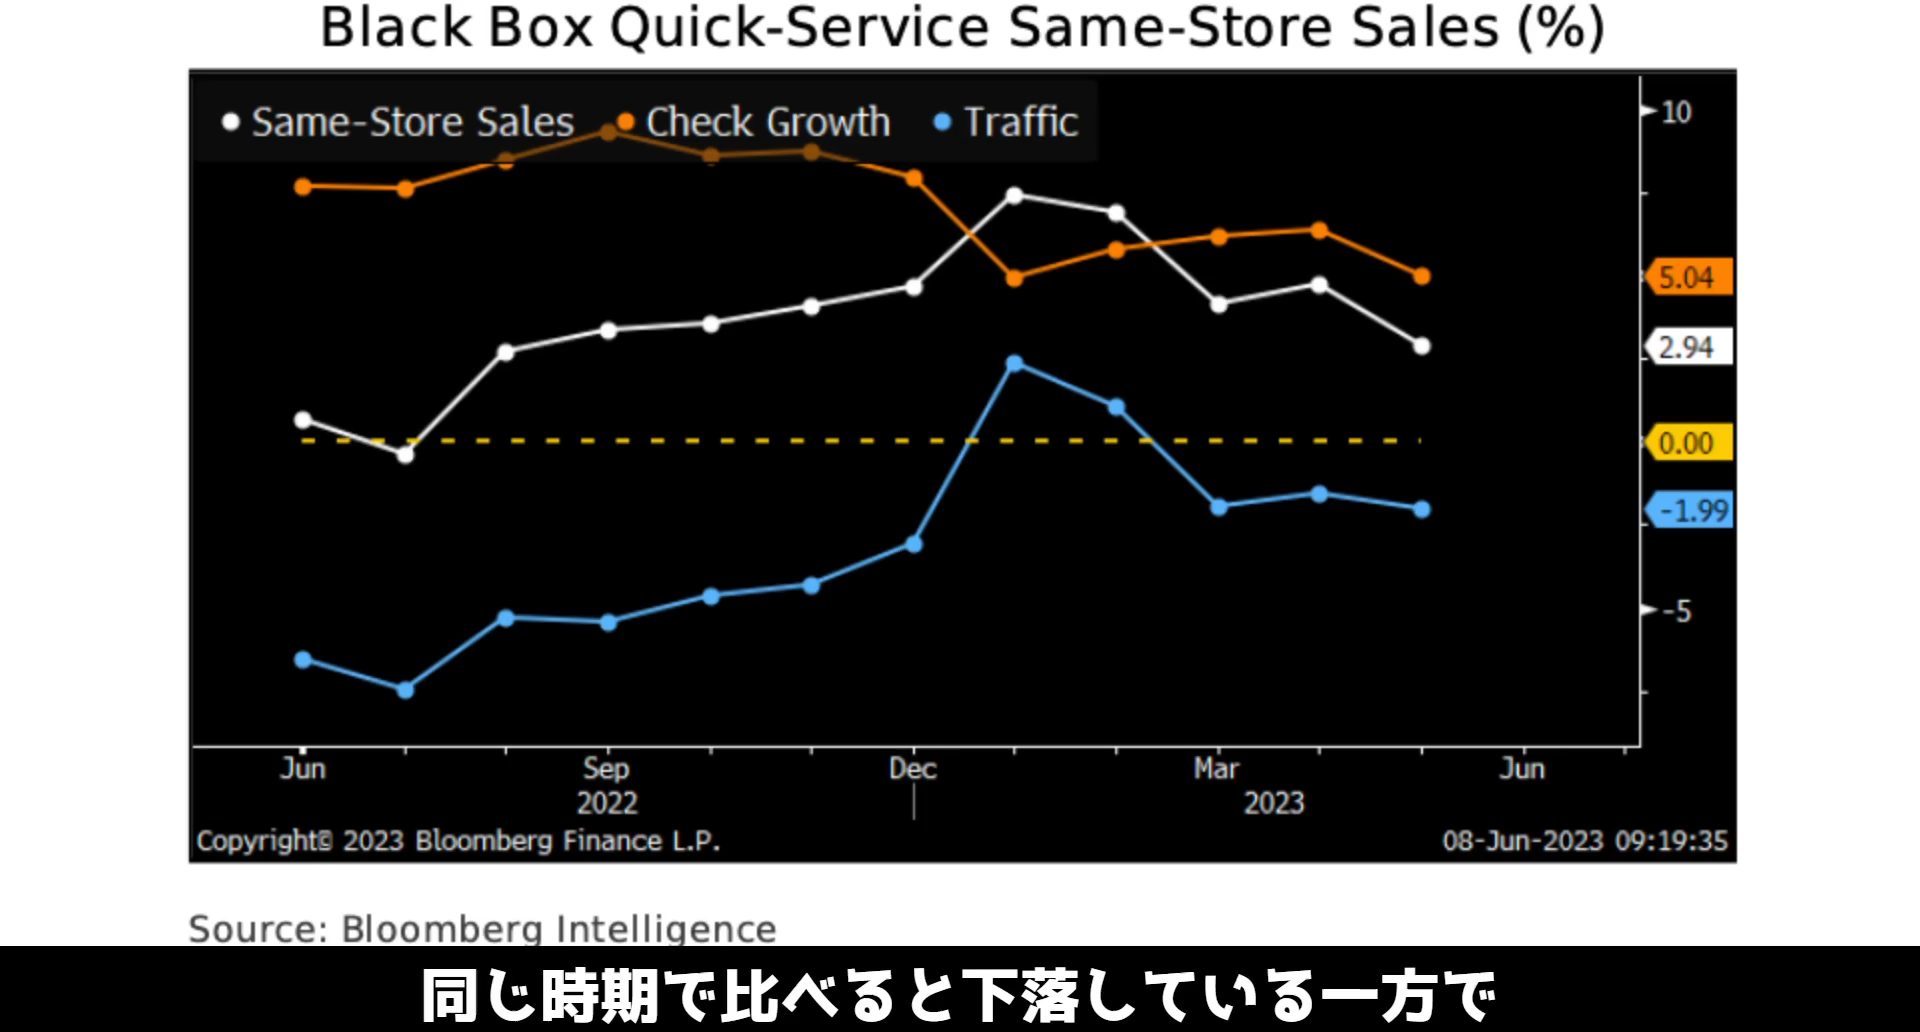 Black Box Quick-Service Same-Store Sales (%)
Same-Store Sales Check Growth Traffic
10
5.04
2.94
0.00
-1.99
-5
Jun Sep Dec Mar Jun
2022 2023
Copyright© 2023 Bloomberg Finance L.P. 08-Jun-2023 09:19:35
Source: Bloomberg Intelligence
同じ時期で比べると下落している一方で